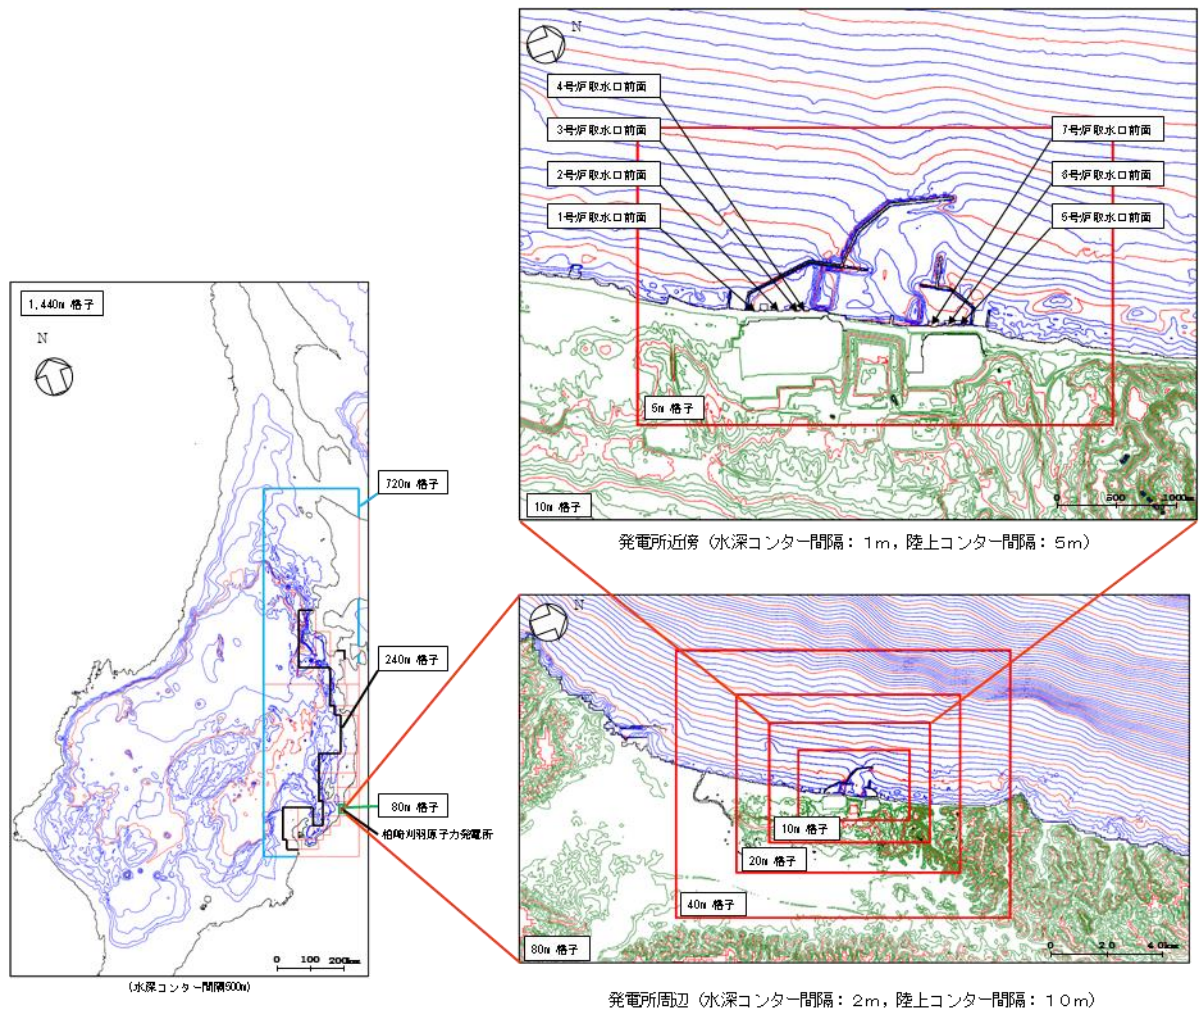 N
4号炉取水口前面
3号炉取水口前面
2号炉取水口前面
1号炉取水口前面
7号炉取水口前面
6号炉取水口前面
5号炉取水口前面
5m 格子
10m 格子
0 500 1000m
発電所近傍（水深コンター間隔：１ｍ，陸上コンター間隔：５ｍ）
1,440m 格子
N
720m 格子
240m 格子
80m 格子
柏崎刈羽原子力発電所
0 100 200km
(水深コンター間隔500m)
N
10m 格子
20m 格子
40m 格子
80m 格子
0 2.0 4.0km
発電所周辺（水深コンター間隔：２ｍ，陸上コンター間隔：１０ｍ）